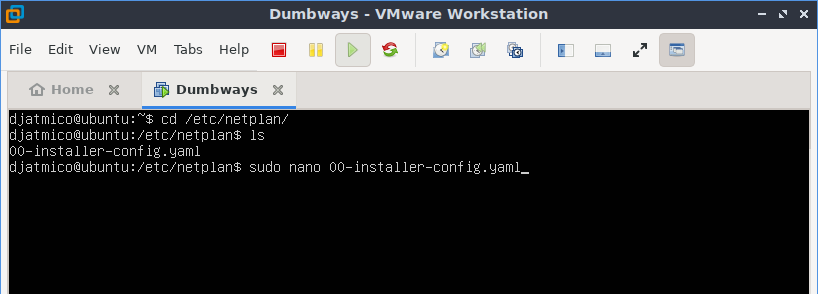 Dumbways - VMware Workstation
File Edit View VM Tabs Help
Home Dumbways
djatmico@ubuntu:~$ cd /etc/netplan/
djatmico@ubuntu:/etc/netplan$ ls
00-installer-config.yaml
djatmico@ubuntu:/etc/netplan$ sudo nano 00-installer-config.yaml_